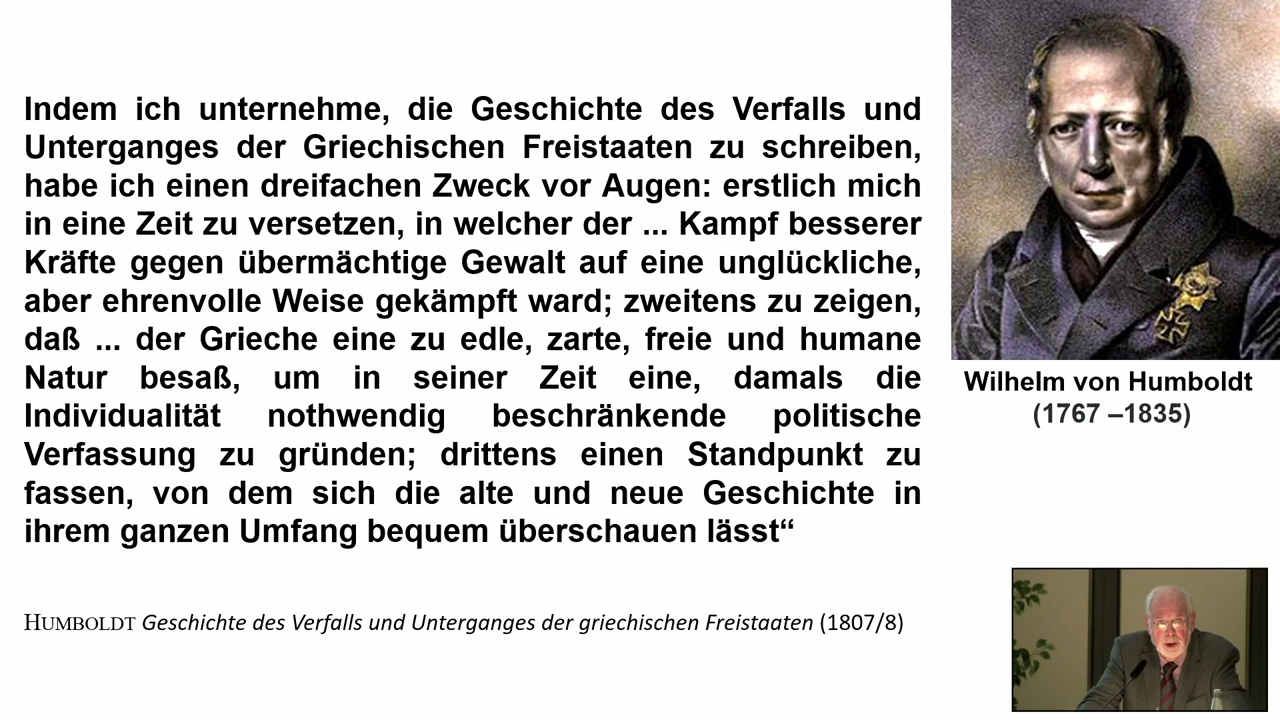 Indem ich unternehme, die Geschichte des Verfalls und
Unterganges der Griechischen Freistaaten zu schreiben,
habe ich einen dreifachen Zweck vor Augen: erstlich mich
in eine Zeit zu versetzen, in welcher der ... Kampf besserer
Kräfte gegen übermächtige Gewalt auf eine unglückliche,
aber ehrenvolle Weise gekämpft ward; zweitens zu zeigen,
daß ... der Grieche eine zu edle, zarte, freie und humane
Natur besaß, um in seiner Zeit eine, damals die
Individualität nothwendig beschränkende politische
Verfassung zu gründen; drittens einen Standpunkt zu
fassen, von dem sich die alte und neue Geschichte in
ihrem ganzen Umfang bequem überschauen lässt“
HUMBOLDT Geschichte des Verfalls und Unterganges der griechischen Freistaaten (1807/8)
Wilhelm von Humboldt
(1767 –1835)